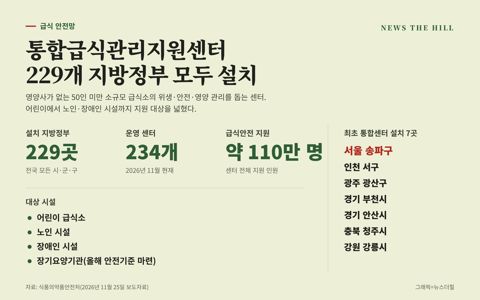 급식 안전망
NEWS THE HILL
통합급식관리지원센터
229개 지방정부 모두 설치
영양사가 없는 50인 미만 소규모 급식소의 위생·안전·영양 관리를 돕는 센터.
어린이에서 노인·장애인 시설까지 지원 대상을 넓혔다.
설치 지방정부
229곳
전국 모든 시·군·구
운영 센터
234개
2026년 11월 현재
급식안전 지원
약 110만 명
센터 전체 지원 인원
대상 시설
어린이 급식소
노인 시설
장애인 시설
장기요양기관(올해 안전기준 마련)
최초 통합센터 설치 7곳
서울 송파구
인천 서구
광주 광산구
경기 부천시
경기 안산시
충북 청주시
강원 강릉시
자료: 식품의약품안전처(2026년 11월 25일 보도자료)
그래픽=뉴스더힐